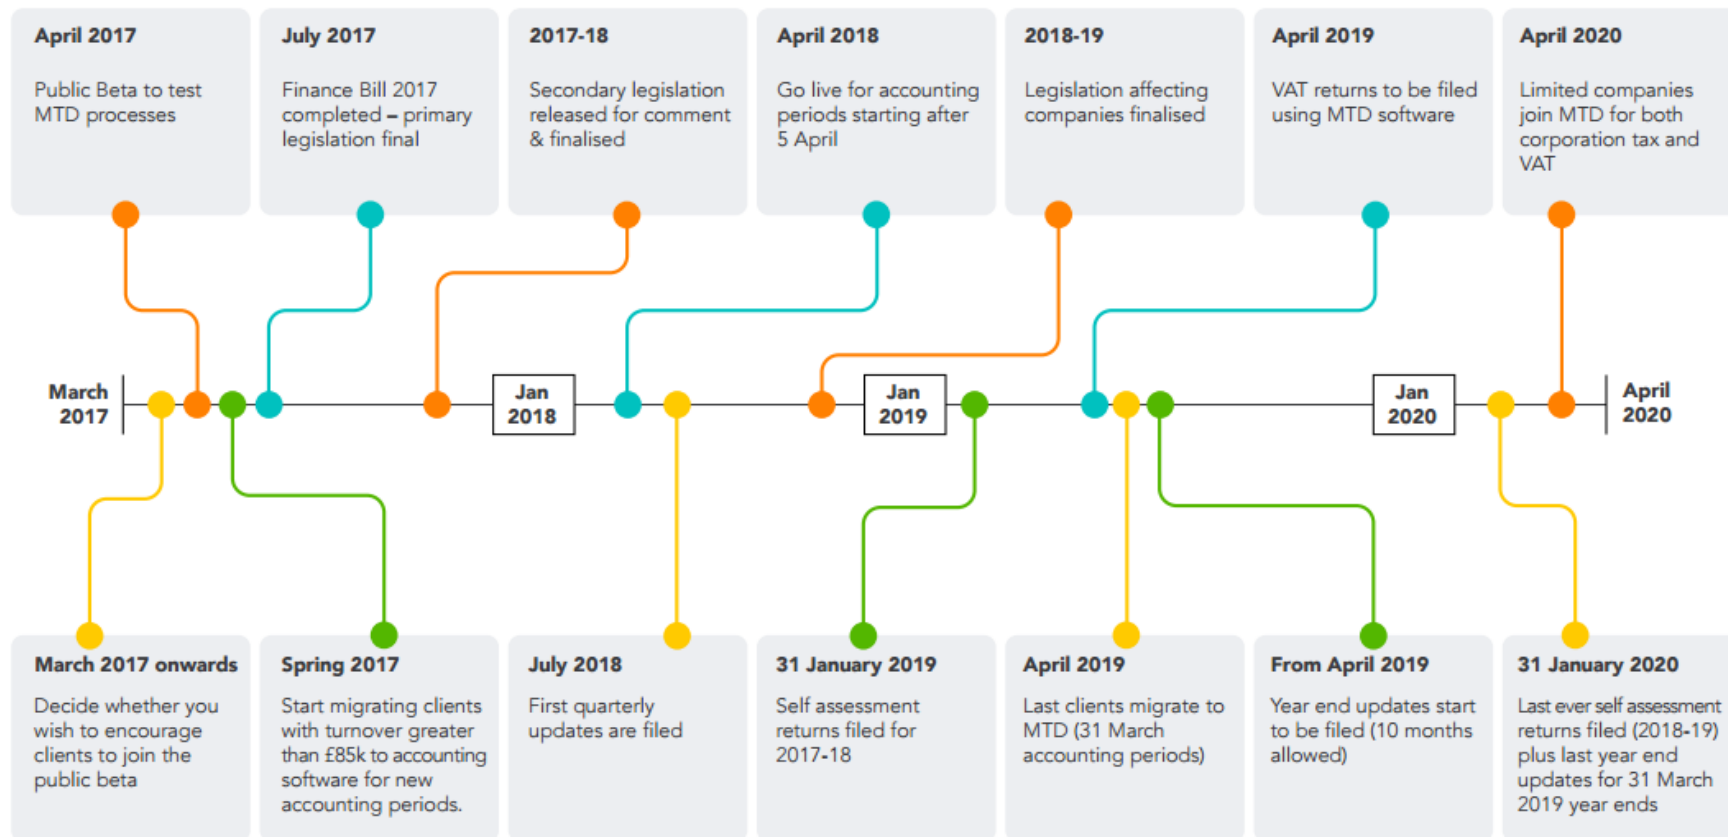 April 2017
Public Beta to test
MTD processes
July 2017
Finance Bill 2017
completed – primary
legislation final
2017-18
Secondary legislation
released for comment
& finalised
April 2018
Go live for accounting
periods starting after
5 April
2018-19
Legislation affecting
companies finalised
April 2019
VAT returns to be filed
using MTD software
April 2020
Limited companies
join MTD for both
corporation tax and
VAT
March
2017
Jan
2018
Jan
2019
Jan
2020
April
2020
March 2017 onwards
Decide whether you
wish to encourage
clients to join the
public beta
Spring 2017
Start migrating clients
with turnover greater
than £85k to accounting
software for new
accounting periods.
July 2018
First quarterly
updates are filed
31 January 2019
Self assessment
returns filed for
2017-18
April 2019
Last clients migrate to
MTD (31 March
accounting periods)
From April 2019
Year end updates start
to be filed (10 months
allowed)
31 January 2020
Last ever self assessment
returns filed (2018-19)
plus last year end
updates for 31 March
2019 year ends